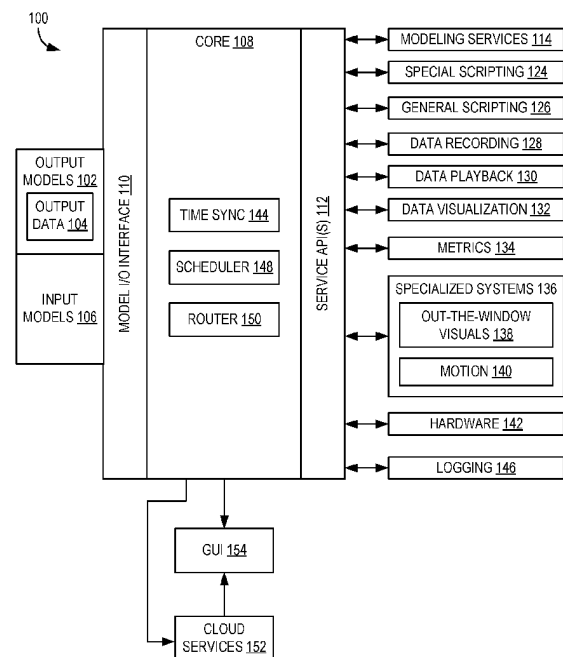 100
CORE 108
MODELING SERVICES 114
SPECIAL SCRIPTING 124
GENERAL SCRIPTING 126
DATA RECORDING 128
DATA PLAYBACK 130
DATA VISUALIZATION 132
METRICS 134
OUTPUT
MODELS 102
OUTPUT
DATA 104
INPUT
MODELS 106
MODEL I/O INTERFACE 110
TIME SYNC 144
SCHEDULER 148
ROUTER 150
SERVICE API(S) 112
SPECIALIZED SYSTEMS 136
OUT-THE-WINDOW
VISUALS 138
MOTION 140
HARDWARE 142
LOGGING 146
GUI 154
CLOUD
SERVICES 152